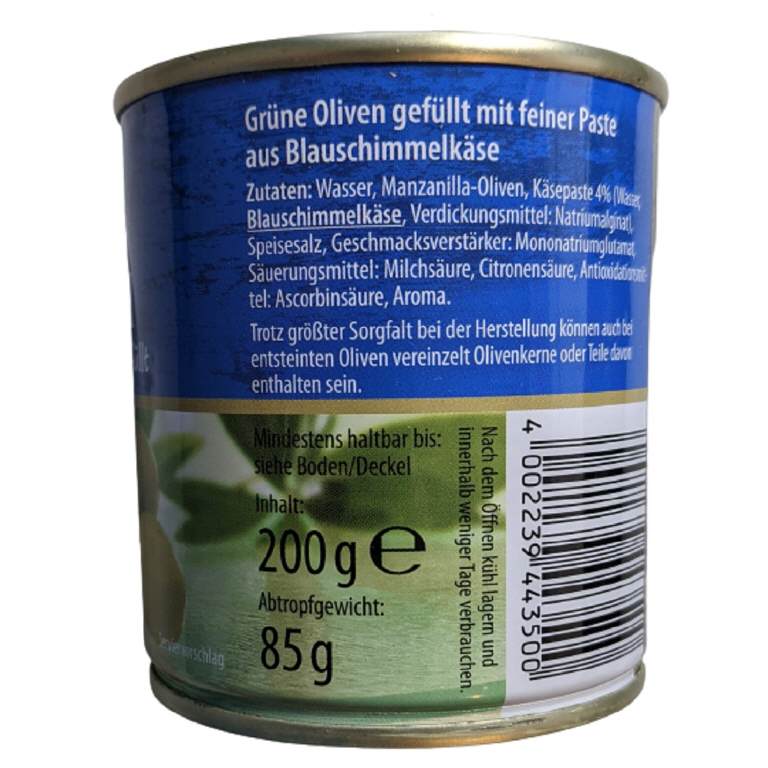 Grüne Oliven gefüllt mit feiner Paste
aus Blauschimmelkäse
Zutaten: Wasser, Manzanilla-Oliven, Käsepaste 4% (Wasser,
Blauschimmelkäse, Verdickungsmittel: Natriumalginat),
Speisesalz, Geschmacksverstärker: Mononatriumglutamat,
Säuerungsmittel: Milchsäure, Citronensäure, Antioxidationsmit-
tel: Ascorbinsäure, Aroma.
Trotz größter Sorgfalt bei der Herstellung können auch bei
entsteinten Oliven vereinzelt Olivenkerne oder Teile davon
enthalten sein.
Mindestens haltbar bis:
siehe Boden/Deckel
Inhalt:
200 g e
Abtropfgewicht:
85 g
Serviervorschlag
Nach dem Öffnen kühl lagern und
innerhalb weniger Tage verbrauchen.
4 002239 443500